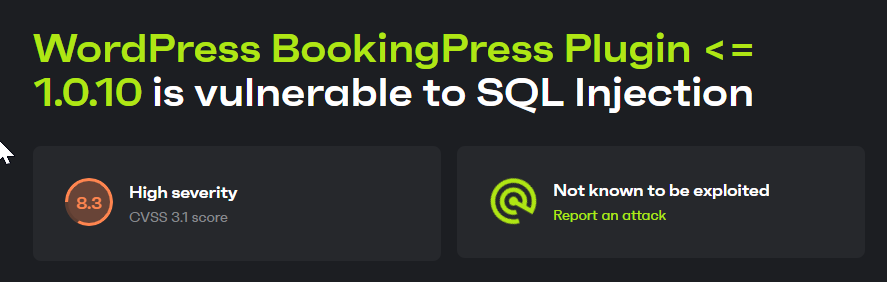 WordPress BookingPress Plugin <=
1.0.10 is vulnerable to SQL Injection
8.3
High severity
CVSS 3.1 score
Not known to be exploited
Report an attack